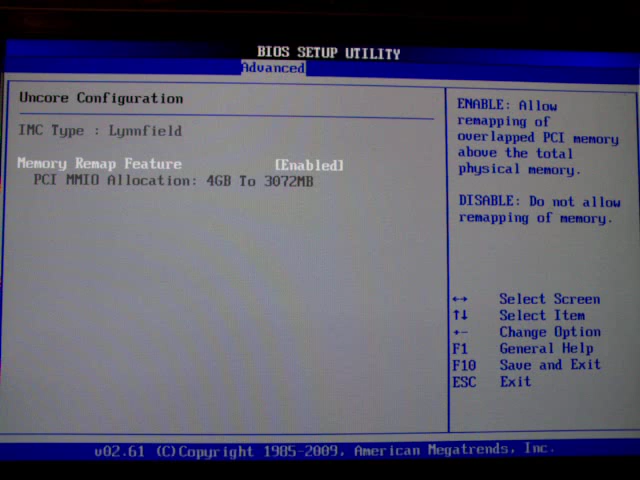 BIOS SETUP UTILITY
Advanced
Uncore Configuration
IMC Type : Lynnfield
Memory Remap Feature [Enabled]
PCI MMIO Allocation: 4GB To 3072MB
ENABLE: Allow
remapping of
overlapped PCI memory
above the total
physical memory.
DISABLE: Do not allow
remapping of memory.
↔ Select Screen
↑↓ Select Item
+- Change Option
F1 General Help
F10 Save and Exit
ESC Exit
v02.61 (C)Copyright 1985-2009, American Megatrends, Inc.